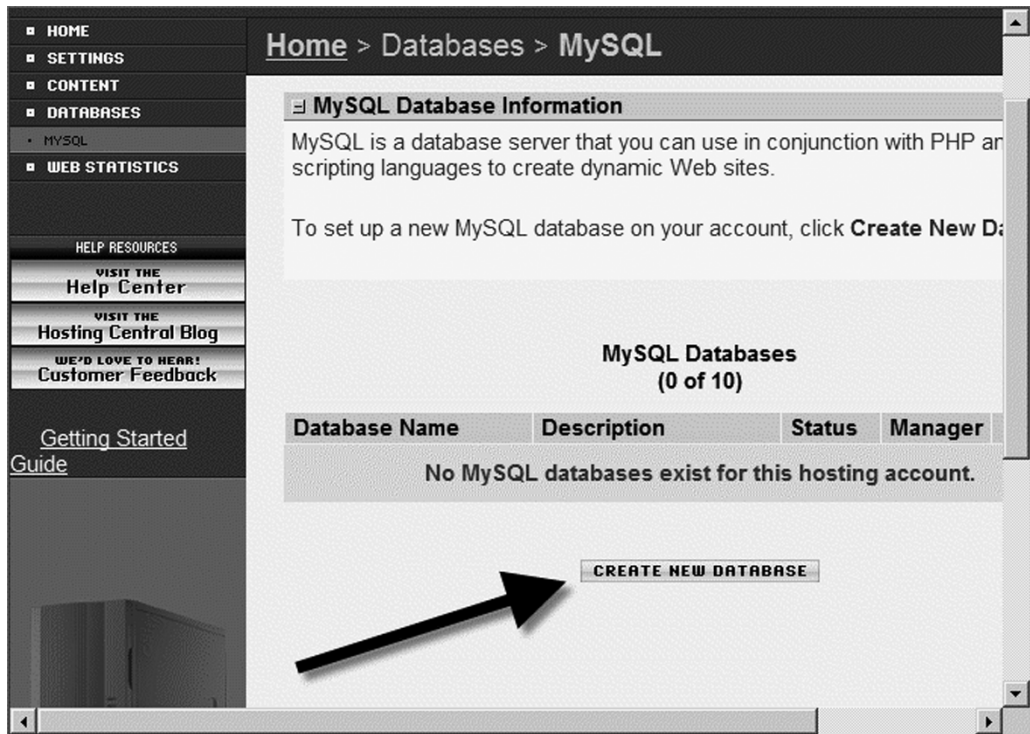 HOME
SETTINGS
CONTENT
DATABASES
MYSQL
WEB STATISTICS
HELP RESOURCES
VISIT THE
Help Center
VISIT THE
Hosting Central Blog
WE'D LOVE TO HEAR!
Customer Feedback
Getting Started
Guide
Home > Databases > MySQL
MySQL Database Information
MySQL is a database server that you can use in conjunction with PHP
scripting languages to create dynamic Web sites.
To set up a new MySQL database on your account, click Create New
MySQL Databases
(0 of 10)
Database Name Description Status Manager
No MySQL databases exist for this hosting account.
CREATE NEW DATABASE